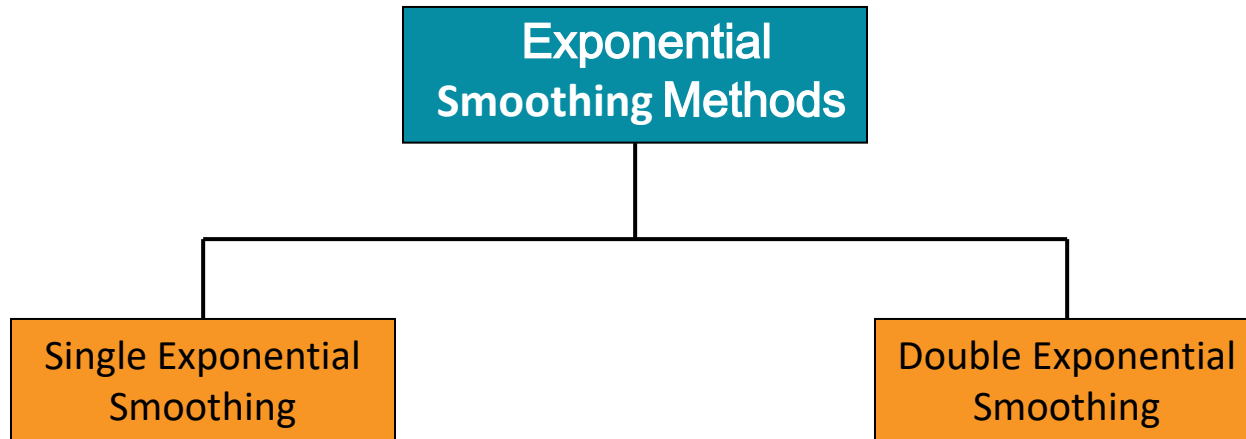 Exponential
Smoothing Methods
Single Exponential
Smoothing
Double Exponential
Smoothing